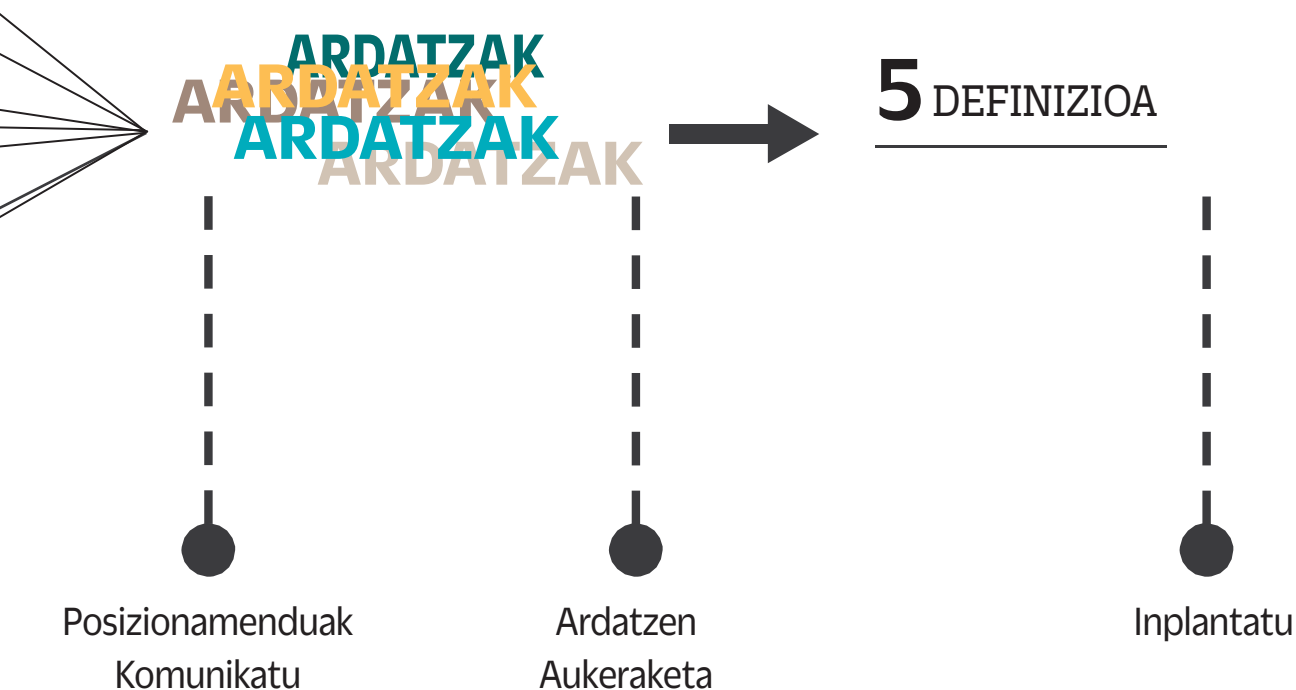 ARDATZAK
ARDATZAK
ARDATZAK
ARDATZAK
ARDATZAK
5 DEFINIZIOA
Posizionamenduak
Komunikatu
Ardatzen
Aukeraketa
Inplantatu